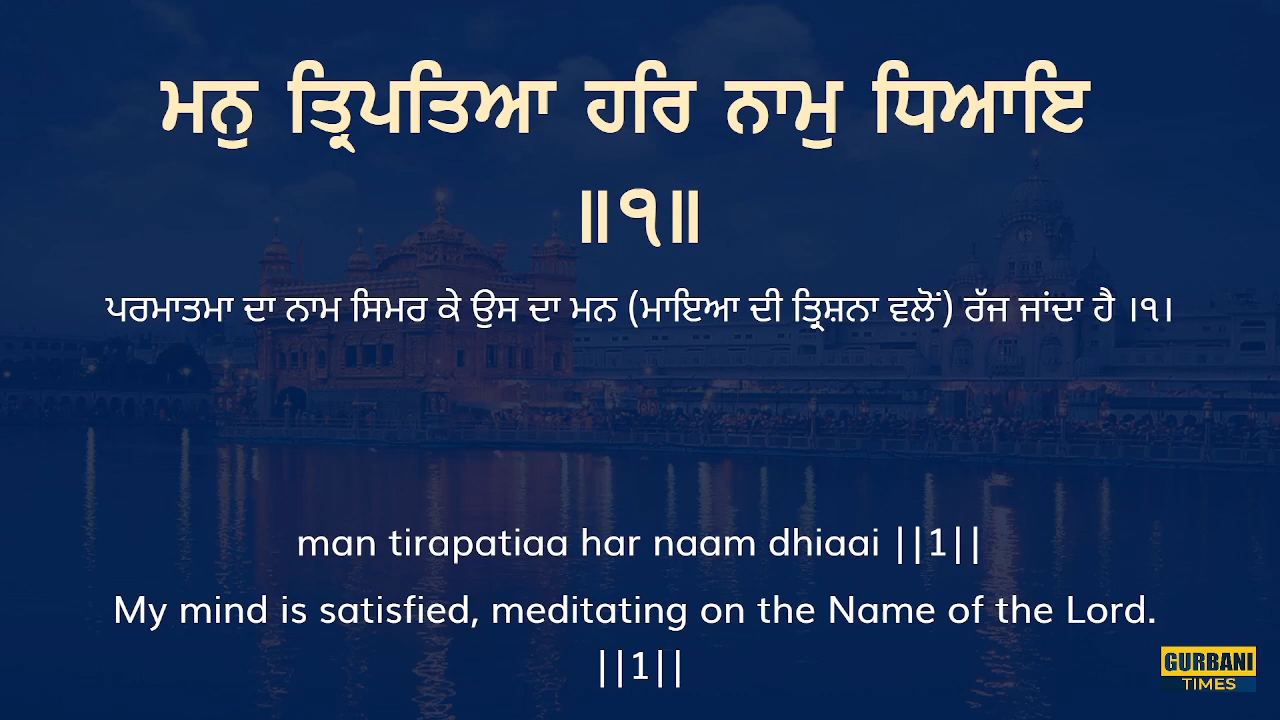 ਮਨੁ ਤ੍ਰਿਪਤਿਆ ਹਰਿ ਨਾਮੁ ਧਿਆਇ
॥੧॥
ਪਰਮਾਤਮਾ ਦਾ ਨਾਮ ਸਿਮਰ ਕੇ ਉਸ ਦਾ ਮਨ (ਮਾਇਆ ਦੀ ਤ੍ਰਿਸ਼ਨਾ ਵਲੋਂ) ਰੱਜ ਜਾਂਦਾ ਹੈ ।੧।
man tirapatiaa har naam dhiaai ||1||
My mind is satisfied, meditating on the Name of the Lord.
||1||
GURBANI
TIMES